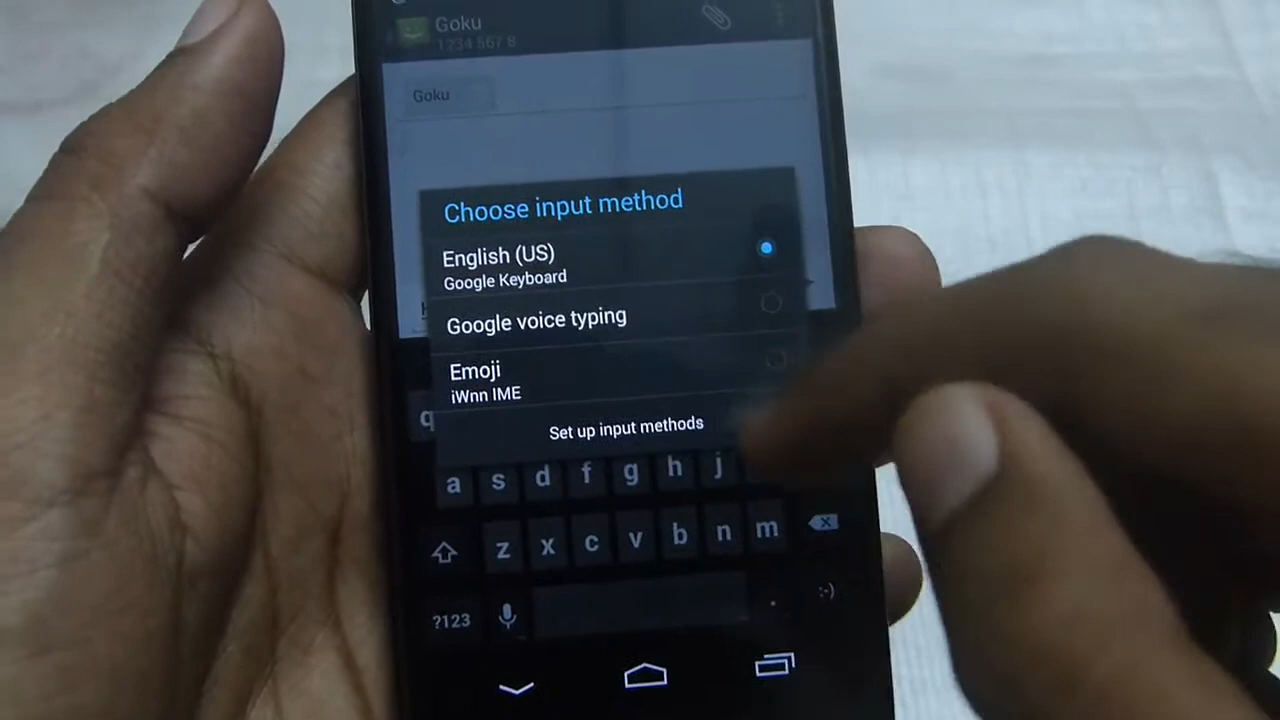 Goku
1234 567 8
Goku
Choose input method
English (US)
Google Keyboard
Google voice typing
Emoji
iWnn IME
Set up input methods
q
a s d f g h j
z x c v b n m
?123 . :-)